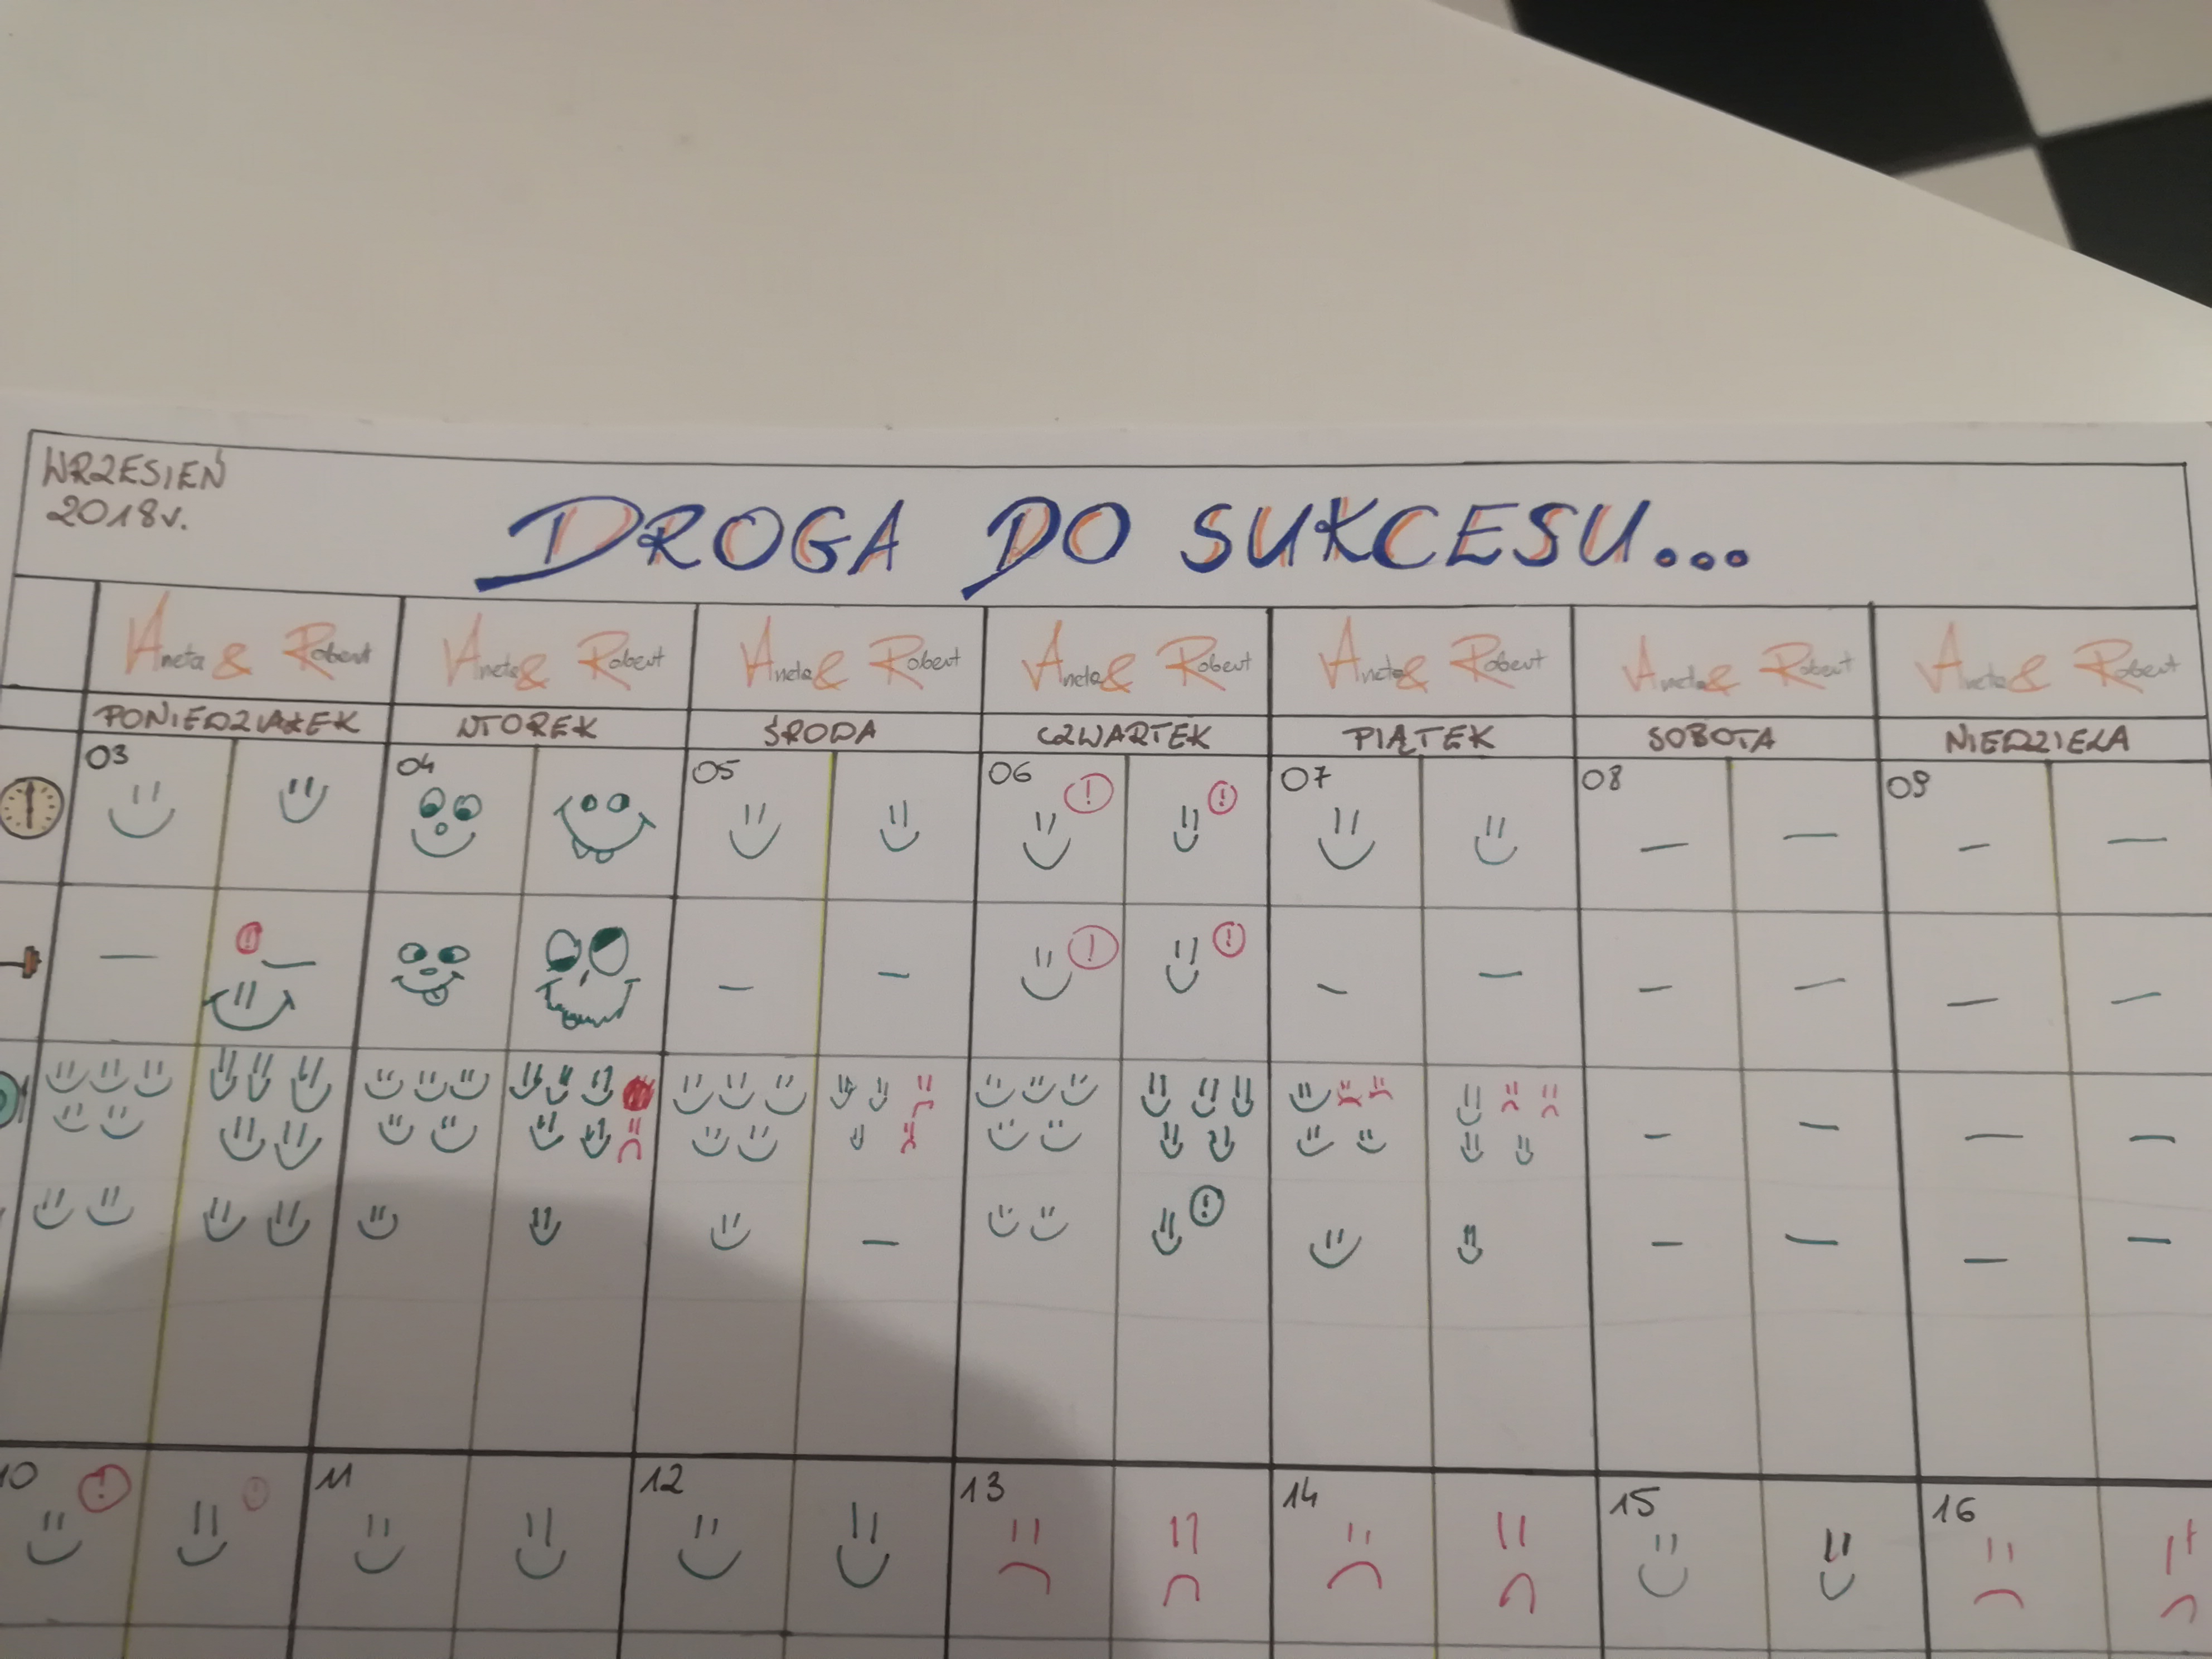 WRZESIEŃ
2018r.
DROGA DO SUKCESU...
Aneta & Robert Aneta & Robert Aneta & Robert Aneta & Robert Aneta & Robert Aneta & Robert Aneta & Robert
PONIEDZIAŁEK WTOREK ŚRODA CZWARTEK PIĄTEK SOBOTA NIEDZIELA
03 04 05 06 ! ! 07 08 09
! ! !
!
10 ! ! 11 12 13 14 15 16